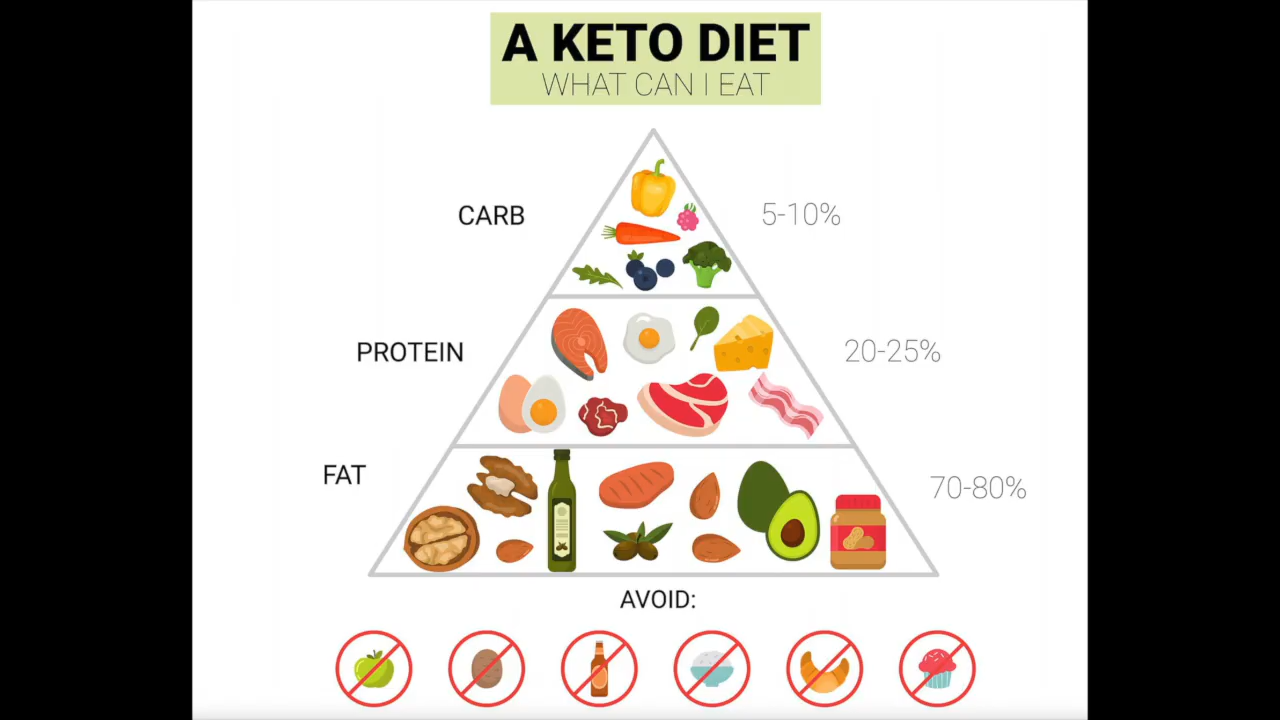 A KETO DIET
WHAT CAN I EAT
CARB
5-10%
PROTEIN
20-25%
FAT
70-80%
AVOID: